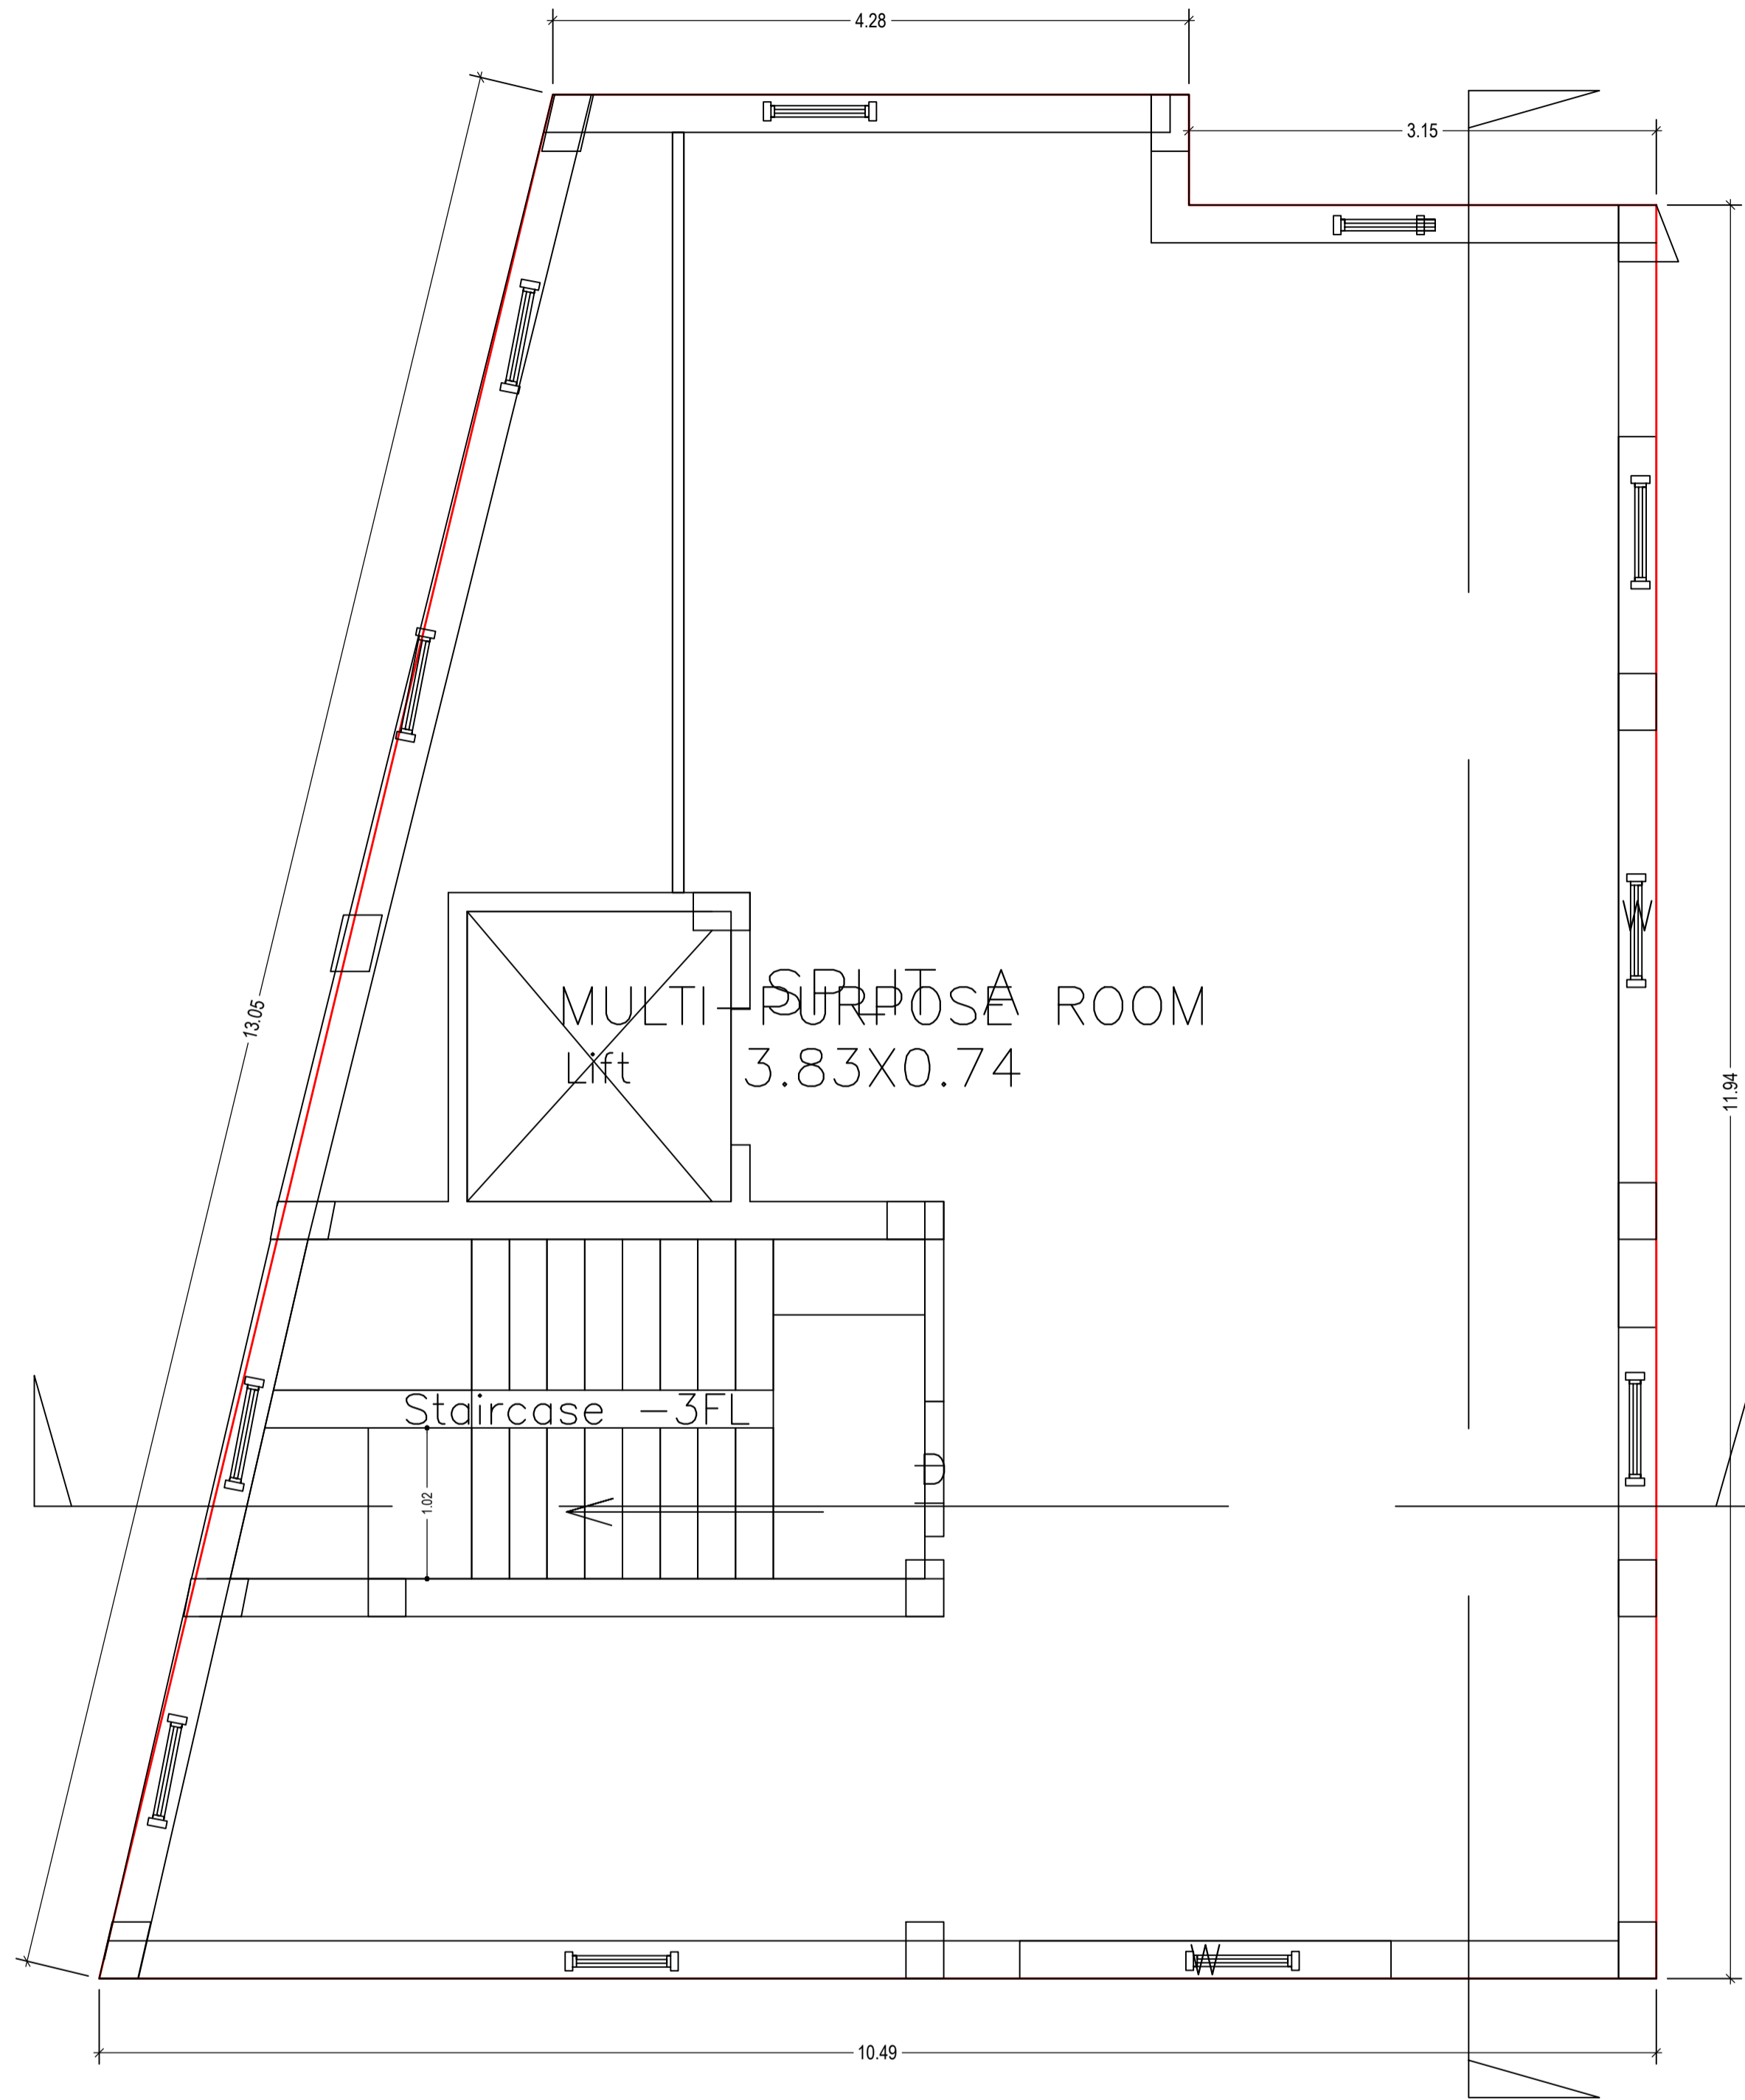 4.28
3.15
13.05
W
SPLIT A
MULTI-PURPOSE ROOM
Lift
3.83X0.74
11.94
Staircase -3FL
D
1.02
W
10.49